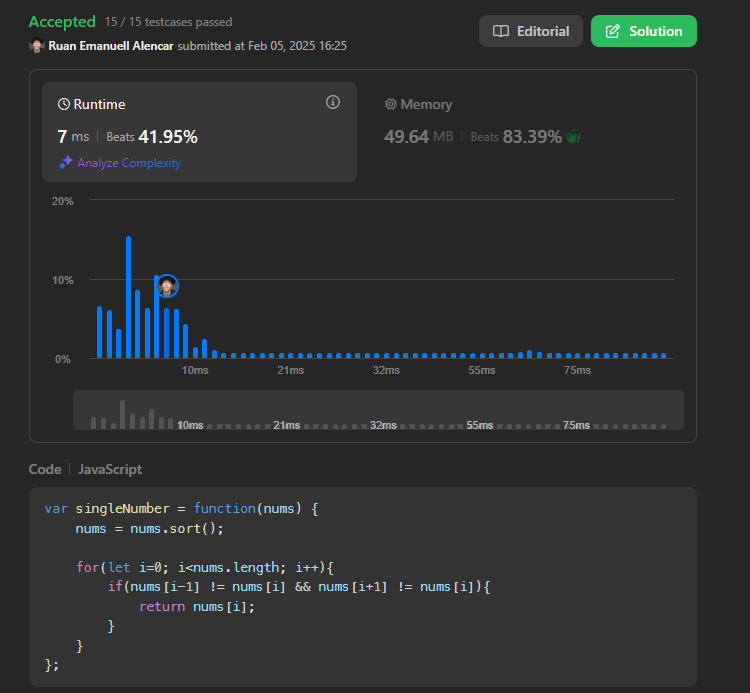 Accepted 15 / 15 testcases passed
Ruan Emanuell Alencar submitted at Feb 05, 2025 16:25
Editorial
Solution
Runtime
7 ms | Beats 41.95%
Analyze Complexity
Memory
49.64 MB | Beats 83.39%
20%
10%
0%
10ms 21ms 32ms 55ms 75ms
10ms 21ms 32ms 55ms 75ms
Code | JavaScript
var singleNumber = function(nums) {
    nums = nums.sort();
    for(let i=0; i<nums.length; i++){
        if(nums[i-1] != nums[i] && nums[i+1] != nums[i]){
            return nums[i];
        }
    }
};